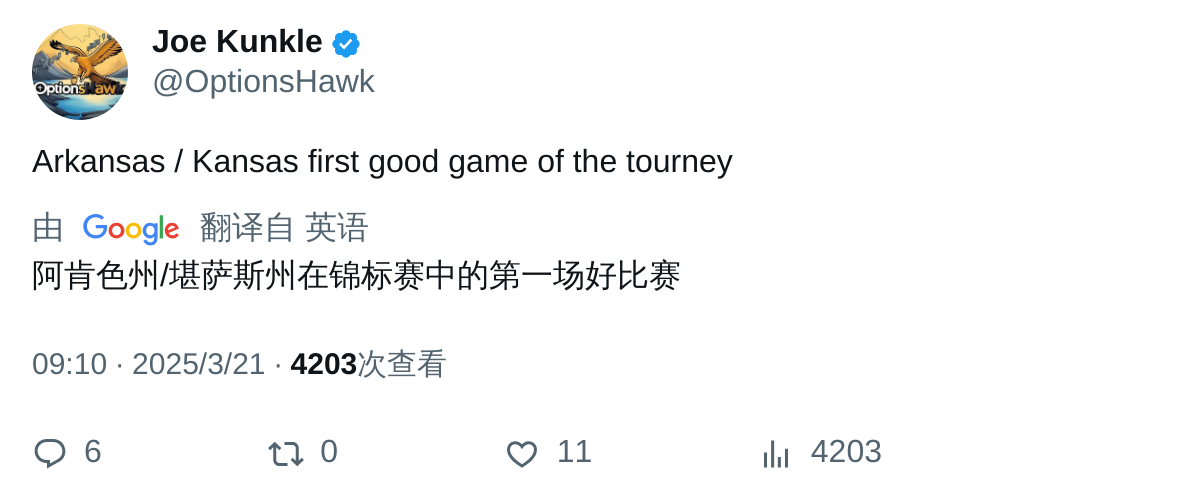 Joe Kunkle
@OptionsHawk
OptionsHawk
Arkansas / Kansas first good game of the tourney
由 Google 翻译自 英语
阿肯色州/堪萨斯州在锦标赛中的第一场好比赛
09:10 · 2025/3/21 · 4203次查看
6 0 11 4203